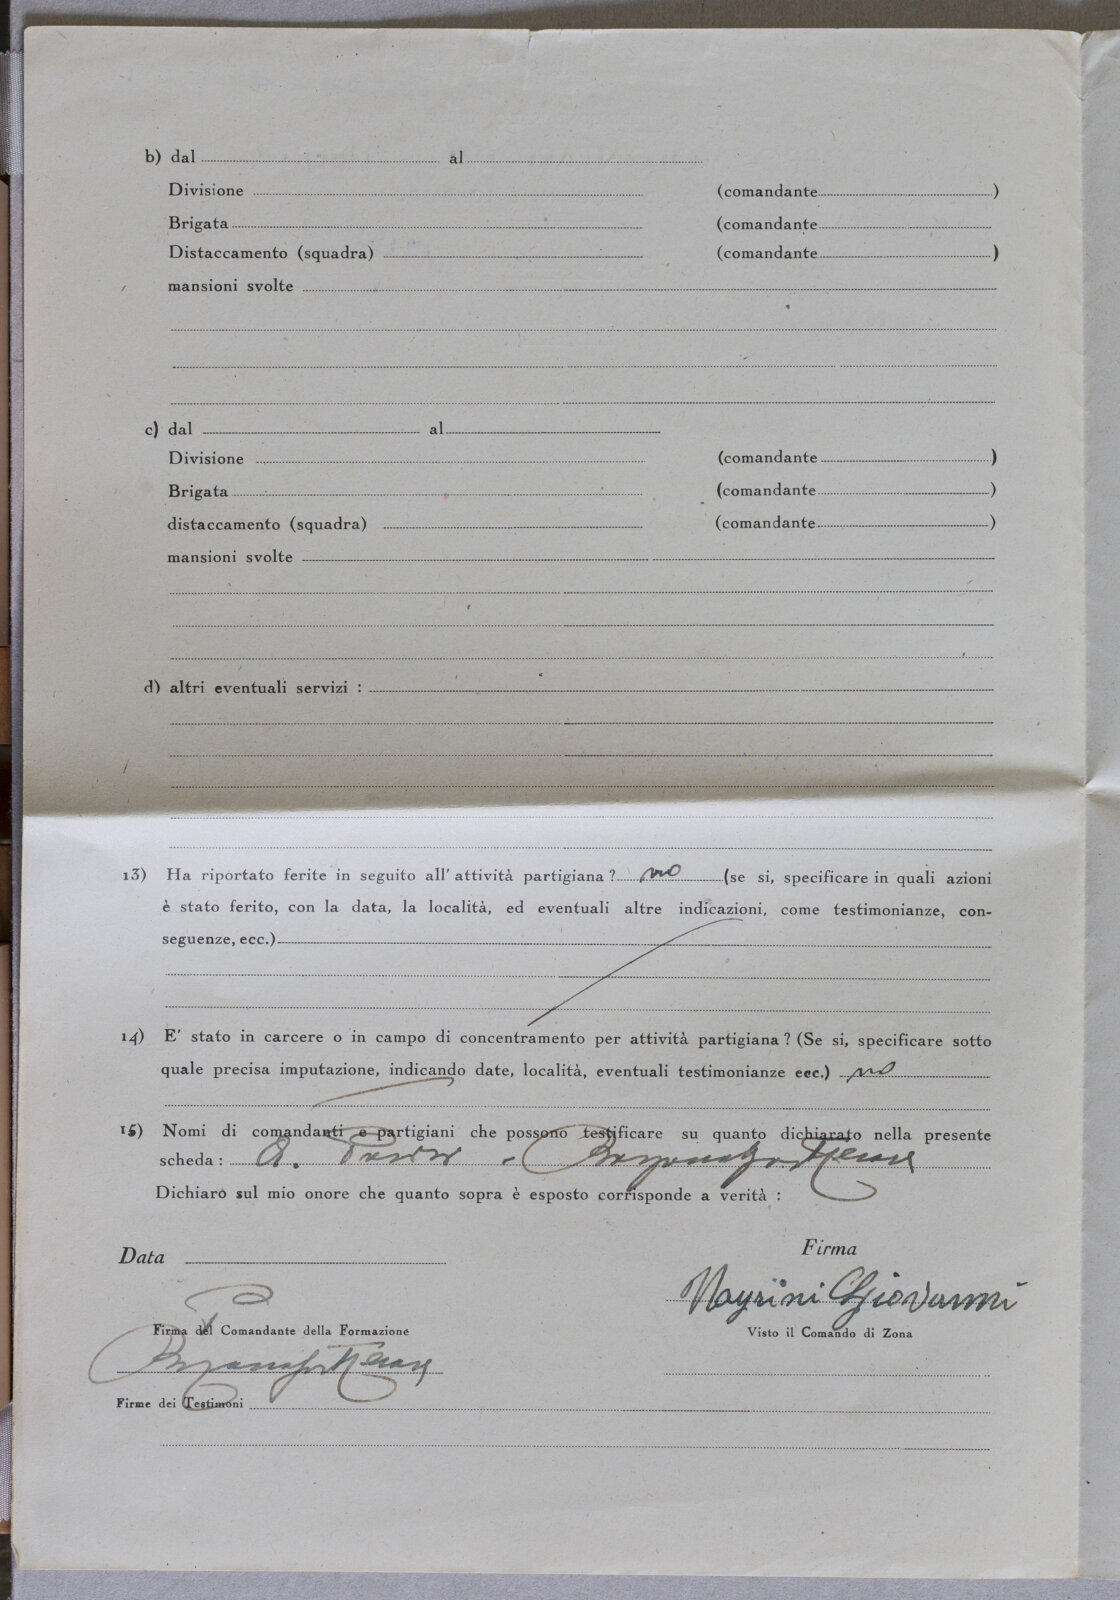 b) dal al
Divisione (comandante )
Brigata (comandante
Distaccamento (squadra) (comandante )
mansioni svolte
c) dal al
Divisione (comandante )
Brigata (comandante )
distaccamento (squadra) (comandante )
mansioni svolte
d) altri eventuali servizi :
13) Ha riportato ferite in seguito all' attività partigiana ? no (se si, specificare in quali azioni
è stato ferito, con la data, la località, ed eventuali altre indicazioni, come testimonianze, con-
seguenze, ecc.)
14) E' stato in carcere o in campo di concentramento per attività partigiana ? (Se si, specificare sotto
quale precisa imputazione, indicando date, località, eventuali testimonianze ecc.) no
15) Nomi di comandanti e partigiani che possono testificare su quanto dichiarato nella presente
scheda :
Dichiaro sul mio onore che quanto sopra è esposto corrisponde a verità :
Data
Firma
Giovanni
Firma del Comandante della Formazione
Visto il Comando di Zona
Firme dei Testimoni